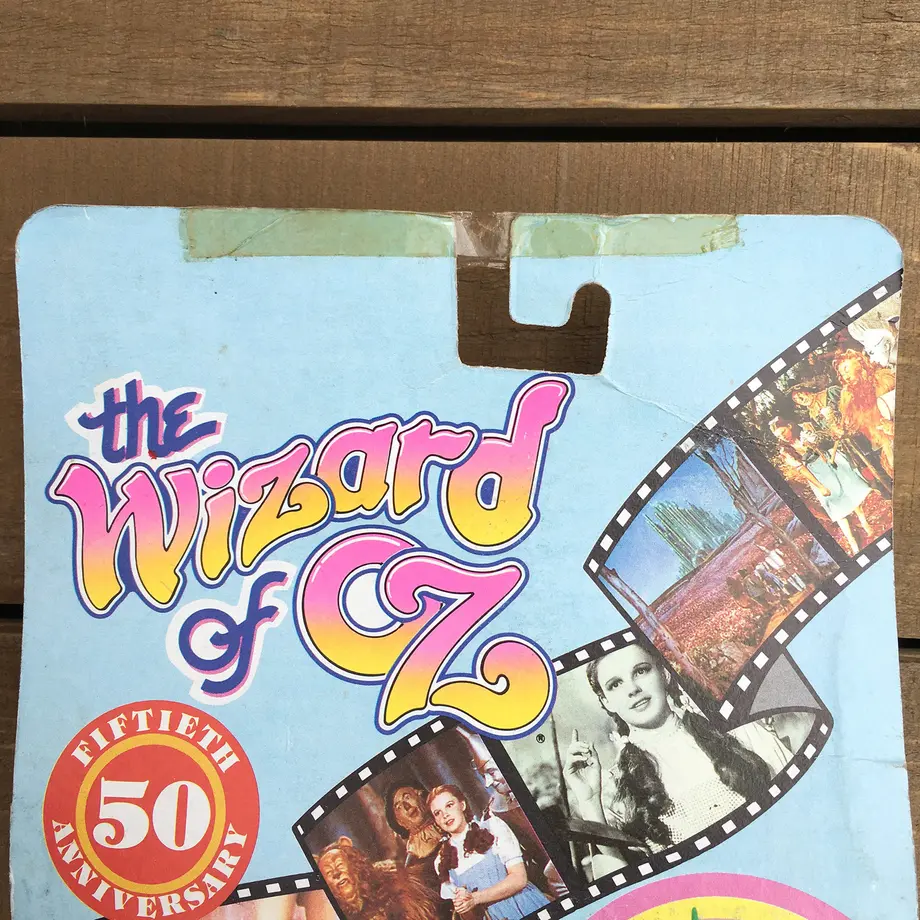 the
Wizard
of OZ
®
FIFTIETH
50
ANNIVERSARY